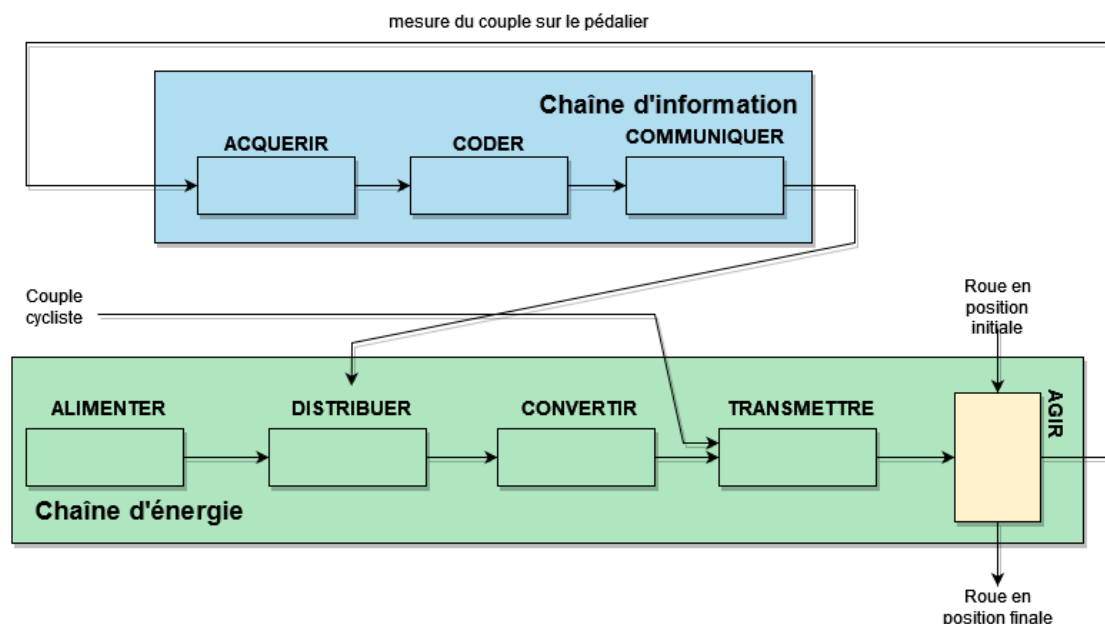 mesure du couple sur le pédalier
Chaîne d'information
ACQUERIR
CODER
COMMUNIQUER
Couple
cycliste
Roue en
position
initiale
ALIMENTER
DISTRIBUER
CONVERTIR
TRANSMETTRE
AGIR
Chaîne d'énergie
Roue en
position finale